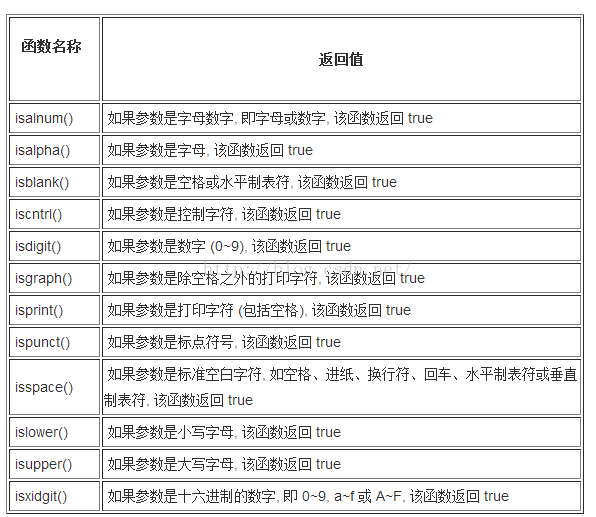 函数名称 返回值
isalnum() 如果参数是字母数字, 即字母或数字, 该函数返回 true
isalpha() 如果参数是字母, 该函数返回 true
isblank() 如果参数是空格或水平制表符, 该函数返回 true
iscntrl() 如果参数是控制字符, 该函数返回 true
isdigit() 如果参数是数字 (0~9), 该函数返回 true
isgraph() 如果参数是除空格之外的打印字符, 该函数返回 true
isprint() 如果参数是打印字符 (包括空格), 该函数返回 true
ispunct() 如果参数是标点符号, 该函数返回 true
isspace() 如果参数是标准空白字符, 如空格、进纸、换行符、回车、水平制表符或垂直
制表符, 该函数返回 true
islower() 如果参数是小写字母, 该函数返回 true
isupper() 如果参数是大写字母, 该函数返回 true
isxidgit() 如果参数是十六进制的数字, 即 0~9, a~f 或 A~F, 该函数返回 true